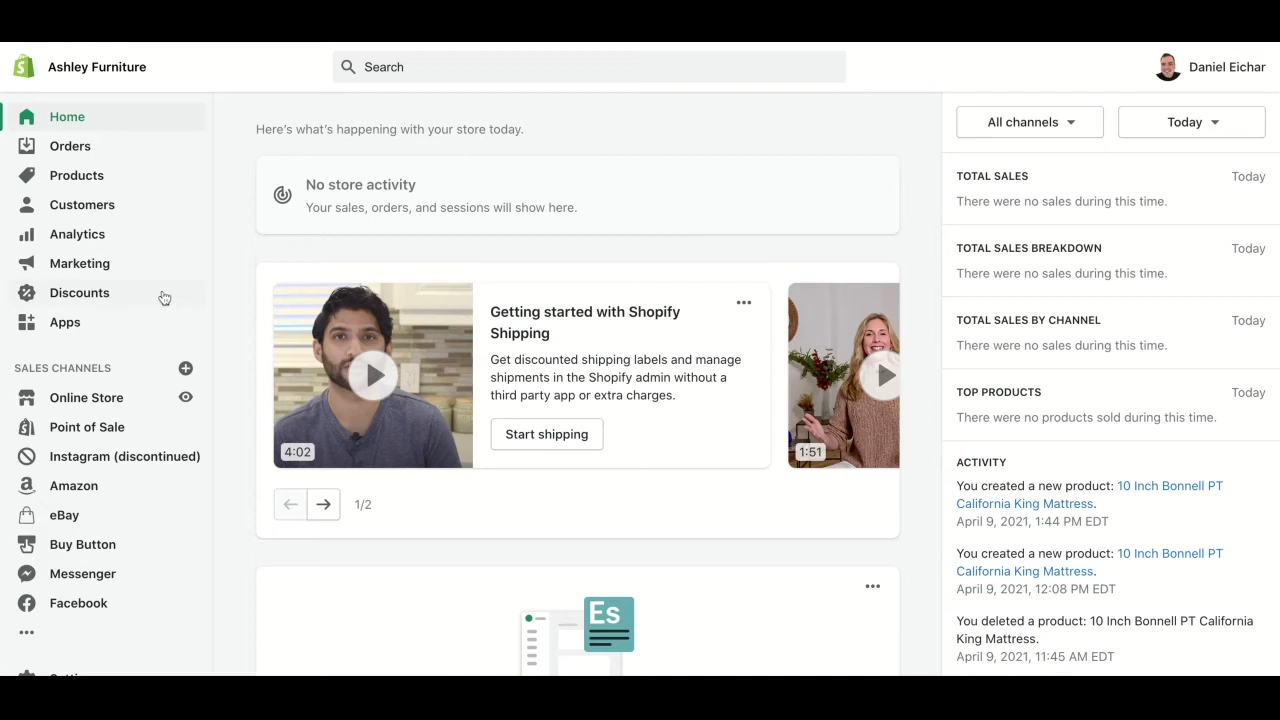 Ashley Furniture
Search
Daniel Eichar
Home
Orders
Products
Customers
Analytics
Marketing
Discounts
Apps
SALES CHANNELS
Online Store
Point of Sale
Instagram (discontinued)
Amazon
eBay
Buy Button
Messenger
Facebook
Here's what's happening with your store today.
No store activity
Your sales, orders, and sessions will show here.
4:02
Getting started with Shopify
Shipping
Get discounted shipping labels and manage
shipments in the Shopify admin without a
third party app or extra charges.
Start shipping
1:51
1/2
Es
All channels
Today
TOTAL SALES Today
There were no sales during this time.
TOTAL SALES BREAKDOWN Today
There were no sales during this time.
TOTAL SALES BY CHANNEL Today
There were no sales during this time.
TOP PRODUCTS Today
There were no products sold during this time.
ACTIVITY
You created a new product: 10 Inch Bonnell PT
California King Mattress.
April 9, 2021, 1:44 PM EDT
You created a new product: 10 Inch Bonnell PT
California King Mattress.
April 9, 2021, 12:08 PM EDT
You deleted a product: 10 Inch Bonnell PT California
King Mattress.
April 9, 2021, 11:45 AM EDT